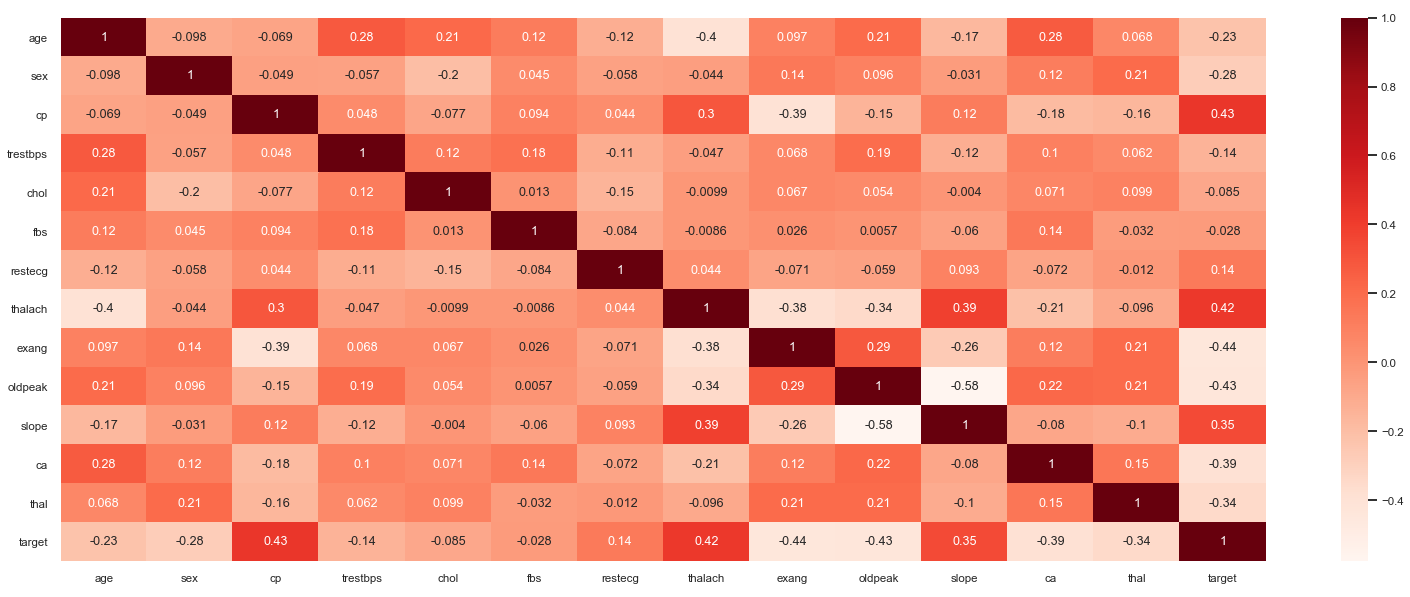 age 1 -0.098 -0.069 0.28 0.21 0.12 -0.12 -0.4 0.097 0.21 -0.17 0.28 0.068 -0.23
sex -0.098 1 -0.049 -0.057 -0.2 0.045 -0.058 -0.044 0.14 0.096 -0.031 0.12 0.21 -0.28
cp -0.069 -0.049 1 0.048 -0.077 0.094 0.044 0.3 -0.39 -0.15 0.12 -0.18 -0.16 0.43
trestbps 0.28 -0.057 0.048 1 0.12 0.18 -0.11 -0.047 0.068 0.19 -0.12 0.1 0.062 -0.14
chol 0.21 -0.2 -0.077 0.12 1 0.013 -0.15 -0.0099 0.067 0.054 -0.004 0.071 0.099 -0.085
fbs 0.12 0.045 0.094 0.18 0.013 1 -0.084 -0.0086 0.026 0.0057 -0.06 0.14 -0.032 -0.028
restecg -0.12 -0.058 0.044 -0.11 -0.15 -0.084 1 0.044 -0.071 -0.059 0.093 -0.072 -0.012 0.14
thalach -0.4 -0.044 0.3 -0.047 -0.0099 -0.0086 0.044 1 -0.38 -0.34 0.39 -0.21 -0.096 0.42
exang 0.097 0.14 -0.39 0.068 0.067 0.026 -0.071 -0.38 1 0.29 -0.26 0.12 0.21 -0.44
oldpeak 0.21 0.096 -0.15 0.19 0.054 0.0057 -0.059 -0.34 0.29 1 -0.58 0.22 0.21 -0.43
slope -0.17 -0.031 0.12 -0.12 -0.004 -0.06 0.093 0.39 -0.26 -0.58 1 -0.08 -0.1 0.35
ca 0.28 0.12 -0.18 0.1 0.071 0.14 -0.072 -0.21 0.12 0.22 -0.08 1 0.15 -0.39
thal 0.068 0.21 -0.16 0.062 0.099 -0.032 -0.012 -0.096 0.21 0.21 -0.1 0.15 1 -0.34
target -0.23 -0.28 0.43 -0.14 -0.085 -0.028 0.14 0.42 -0.44 -0.43 0.35 -0.39 -0.34 1
age sex cp trestbps chol fbs restecg thalach exang oldpeak slope ca thal target
1.0
0.8
0.6
0.4
0.2
0.0
−0.2
−0.4